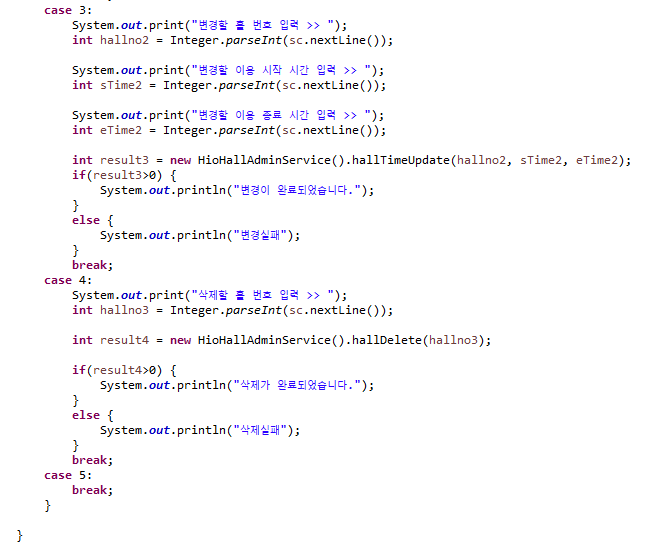 case 3:
System.out.print("변경할 홀 번호 입력 >> ");
int hallno2 = Integer.parseInt(sc.nextLine());
System.out.print("변경할 이용 시작 시간 입력 >> ");
int sTime2 = Integer.parseInt(sc.nextLine());
System.out.print("변경할 이용 종료 시간 입력 >> ");
int eTime2 = Integer.parseInt(sc.nextLine());
int result3 = new HioHallAdminService().hallTimeUpdate(hallno2, sTime2, eTime2);
if(result3>0) {
System.out.println("변경이 완료되었습니다.");
}
else {
System.out.println("변경실패");
}
break;
case 4:
System.out.print("삭제할 홀 번호 입력 >> ");
int hallno3 = Integer.parseInt(sc.nextLine());
int result4 = new HioHallAdminService().hallDelete(hallno3);
if(result4>0) {
System.out.println("삭제가 완료되었습니다.");
}
else {
System.out.println("삭제실패");
}
break;
case 5:
break;
}
}